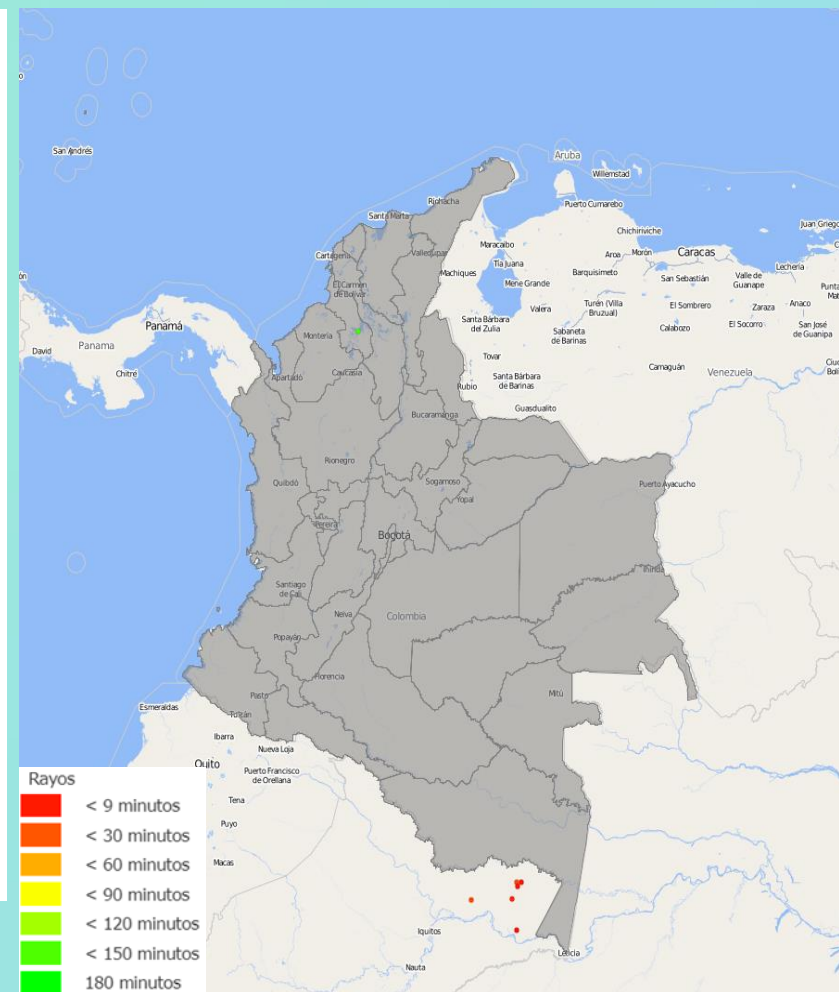 San Andrés
Aruba
Willemstad
Riohacha
Puerto Cumarebo
Santa Marta
Juan Griego
Chichiriviche
Maracaibo
Cartagena
Valledupar
Aroa
Morón
Caracas
Tía Juana
Lechería
Machiques
Barquisimeto
El Carmen
de Bolívar
Mene Grande
San Sebastián
Valle de
Guanape
Turén (Villa
Bruzual)
El Sombrero
Zaraza
Anaco
Valera
Santa Bárbara
del Zulia
Panamá
Sabaneta
de Barinas
Calabozo
El Socorro
San José
de Guanipa
Montería
David
Panama
Tovar
Camaguán
Chitré
Caucasia
Apartadó
Santa Bárbara
de Barinas
Venezuela
Rubio
Guasdualito
Bucaramanga
Rionegro
Quibdó
Sogamoso
Puerto Ayacucho
Yopal
Pereira
Bogotá
Inírida
Santiago
de Cali
Neiva
Colombia
Popayán
Florencia
Mitú
Pasto
Esmeraldas
Tulcán
Ibarra
Nueva Loja
Quito
Puerto Francisco
de Orellana
Tena
Puyo
Macas
Iquitos
Leticia
Nauta
Rayos
< 9 minutos
< 30 minutos
< 60 minutos
< 90 minutos
< 120 minutos
< 150 minutos
180 minutos